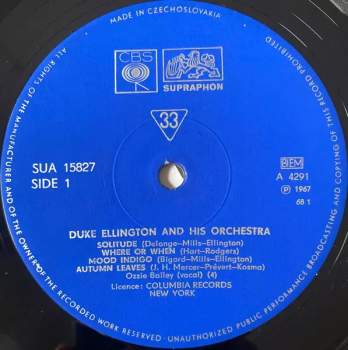 MADE IN CZECHOSLOVAKIA
ALL RIGHTS OF THE MANUFACTURER AND OF THE OWNER OF THE RECORDED WORK RESERVED · UNAUTHORIZED PUBLIC PERFORMANCE BROADCASTING AND COPYING OF THIS RECORD PROHIBITED
CBS
SUPRAPHON
33
SUA 15827
SIDE 1
BIEM
A 4291
Ⓟ 1967
68 1
DUKE ELLINGTON AND HIS ORCHESTRA
SOLITUDE (Delange–Mills–Ellington)
WHERE OR WHEN (Hart–Rodgers)
MOOD INDIGO (Bigard–Mills–Ellington)
AUTUMN LEAVES (J. H. Mercer–Prévert–Kosma)
Ozzie Bailey (vocal) (4)
Licence: COLUMBIA RECORDS
NEW YORK